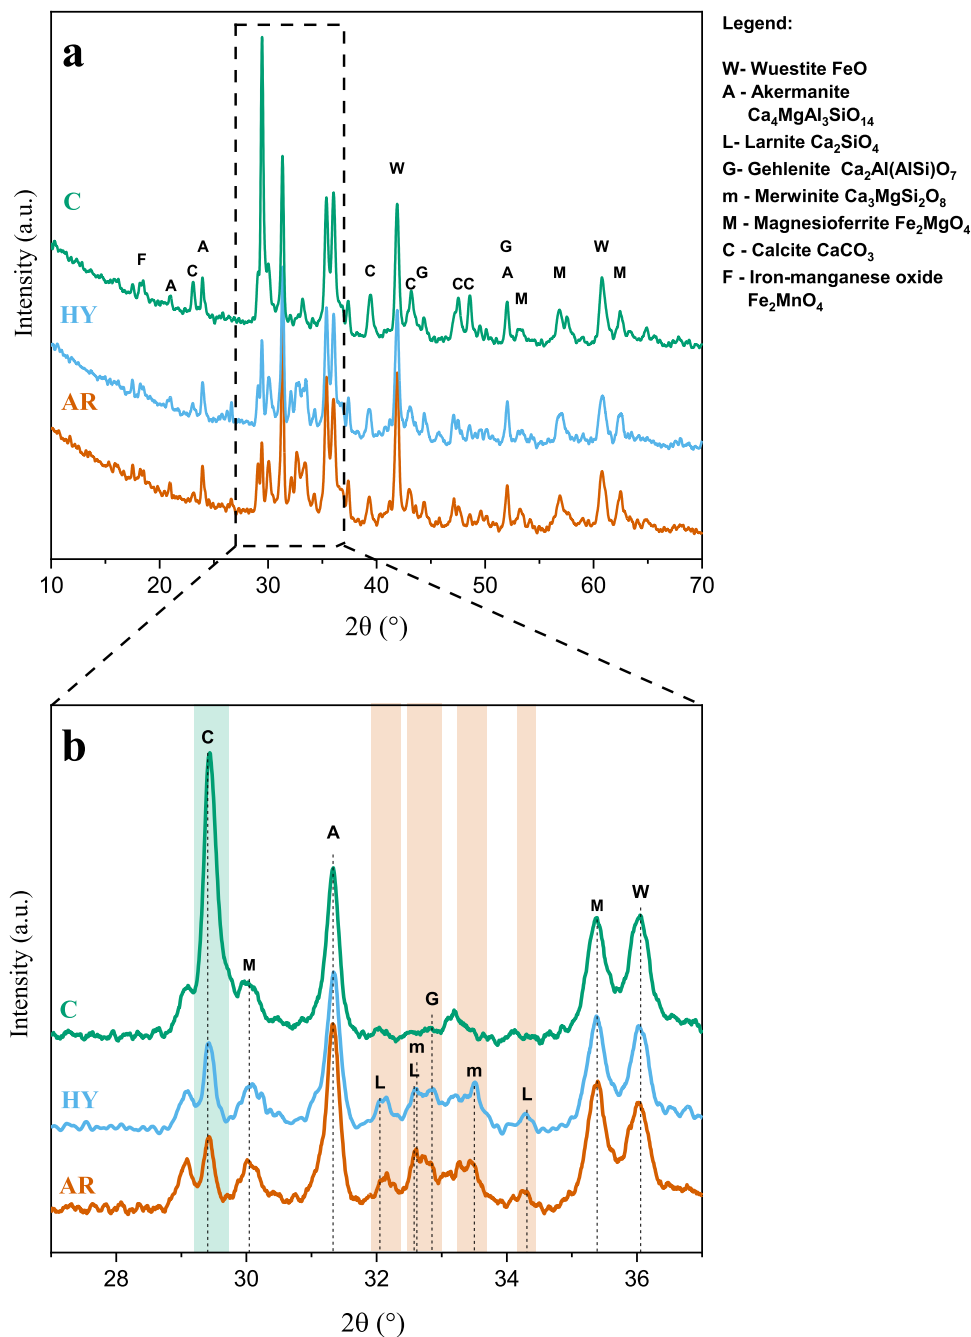 a
Legend:
W- Wuestite FeO
A - Akermanite
Ca₄MgAl₃SiO₁₄
L- Larnite Ca₂SiO₄
G- Gehlenite Ca₂Al(AlSi)O₇
m - Merwinite Ca₃MgSi₂O₈
M - Magnesioferrite Fe₂MgO₄
C - Calcite CaCO₃
F - Iron-manganese oxide
Fe₂MnO₄
Intensity (a.u.)
C
HY
AR
F
A
C
A
C
W
C
G
C
C
G
A
M
M
W
M
10
20
30
40
50
60
70
2θ (°)
b
Intensity (a.u.)
C
HY
AR
C
M
A
L
m
L
G
m
L
M
W
28
30
32
34
36
2θ (°)